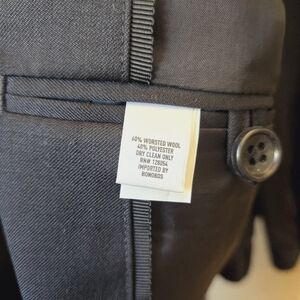 60% WORSTED WOOL
40% POLYESTER
DRY CLEAN ONLY
RN# 128054
IMPORTED BY
BONOBOS